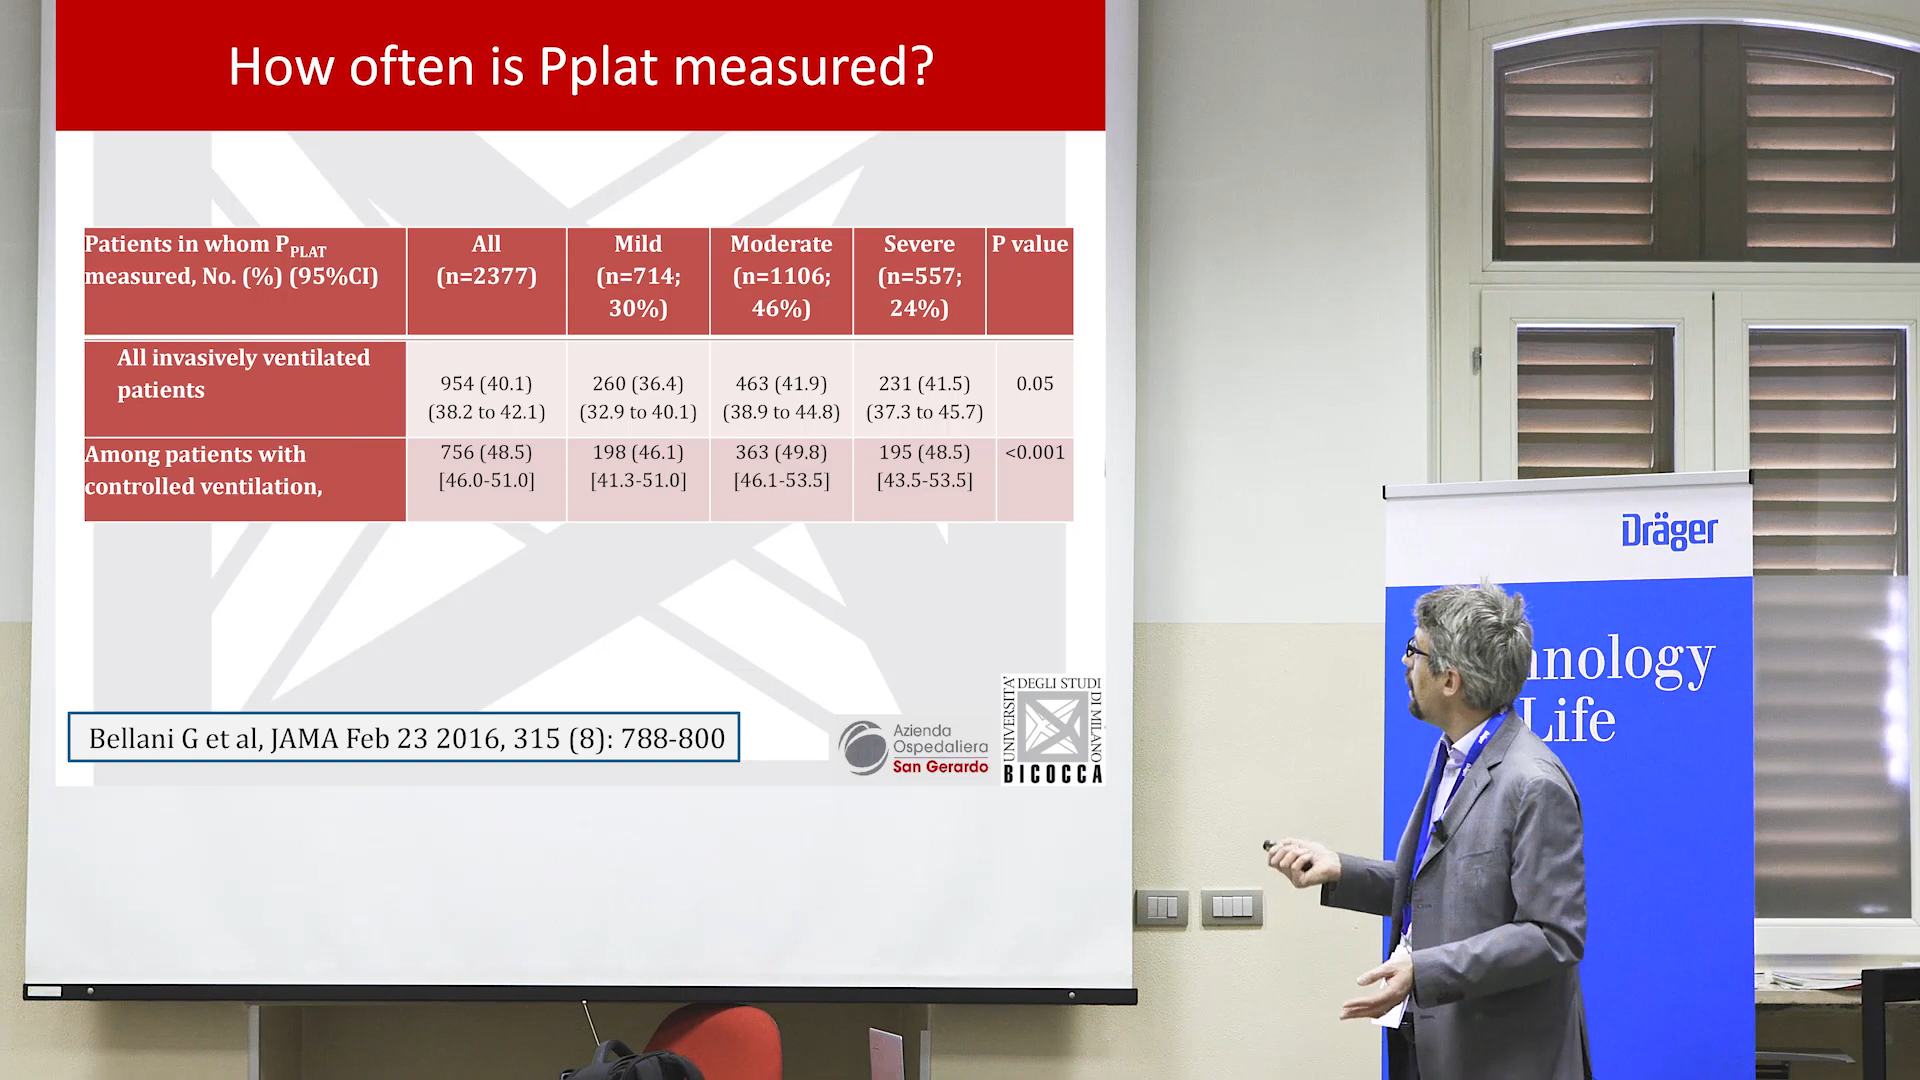 How often is Pplat measured?
Patients in whom PPLAT
measured, No. (%) (95%CI)
All
(n=2377)
Mild
(n=714;
30%)
Moderate
(n=1106;
46%)
Severe
(n=557;
24%)
P value
All invasively ventilated
patients
954 (40.1)
(38.2 to 42.1)
260 (36.4)
(32.9 to 40.1)
463 (41.9)
(38.9 to 44.8)
231 (41.5)
(37.3 to 45.7)
0.05
Among patients with
controlled ventilation,
756 (48.5)
[46.0-51.0]
198 (46.1)
[41.3-51.0]
363 (49.8)
[46.1-53.5]
195 (48.5)
[43.5-53.5]
<0.001
Bellani G et al, JAMA Feb 23 2016, 315 (8): 788-800
Azienda
Ospedaliera
San Gerardo
UNIVERSITA'
DEGLI STUDI
DI MILANO
BICOCCA
Dräger
nology
Life